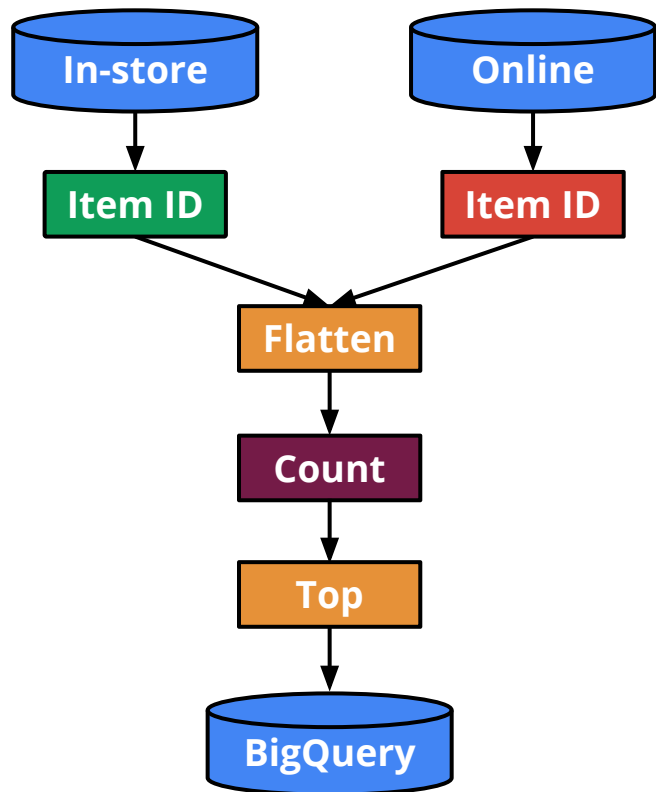 In-store
Online
Item ID
Item ID
Flatten
Count
Top
BigQuery